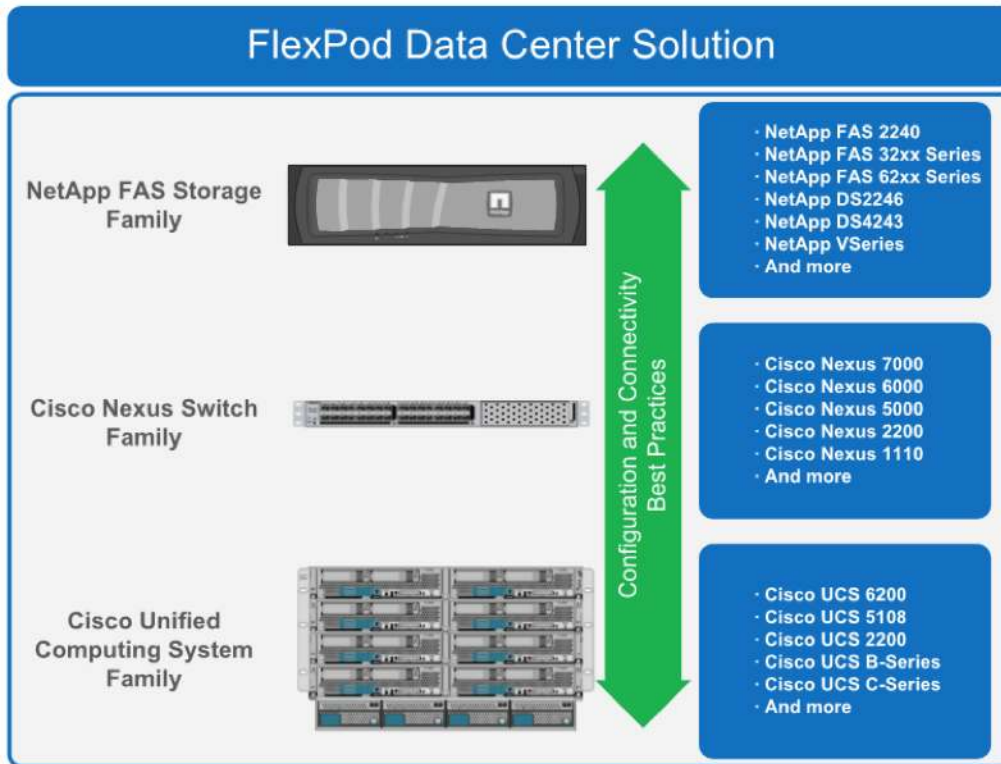 FlexPod Data Center Solution
NetApp FAS Storage
Family
· NetApp FAS 2240
· NetApp FAS 32xx Series
· NetApp FAS 62xx Series
· NetApp DS2246
· NetApp DS4243
· NetApp VSeries
· And more
Configuration and Connectivity
Best Practices
Cisco Nexus Switch
Family
· Cisco Nexus 7000
· Cisco Nexus 6000
· Cisco Nexus 5000
· Cisco Nexus 2200
· Cisco Nexus 1110
· And more
Cisco Unified
Computing System
Family
· Cisco UCS 6200
· Cisco UCS 5108
· Cisco UCS 2200
· Cisco UCS B-Series
· Cisco UCS C-Series
· And more